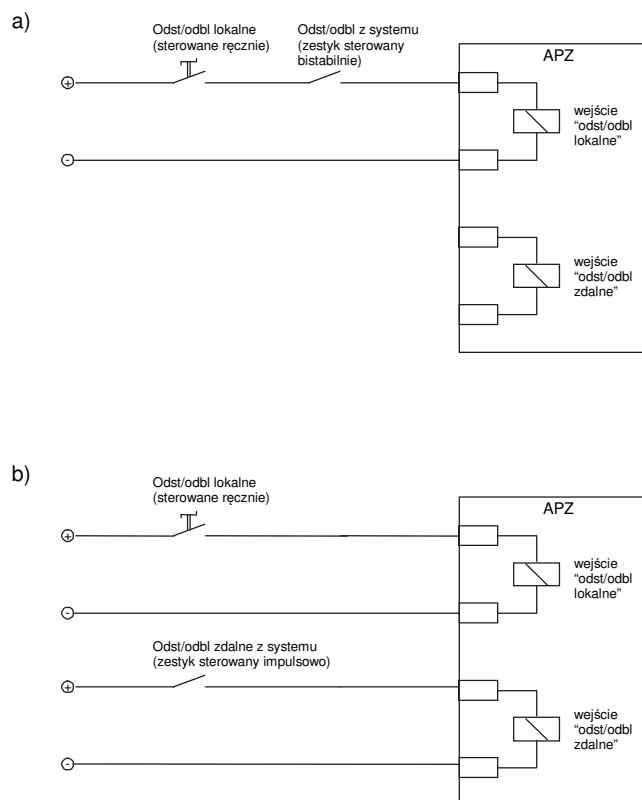 a)
Odst/odbl lokalne
(sterowane ręcznie)
Odst/odbl z systemu
(zestyk sterowany
bistabilnie)
APZ
+
wejście
"odst/odbl
lokalne"
-
wejście
"odst/odbl
zdalne"
b)
Odst/odbl lokalne
(sterowane ręcznie)
APZ
+
wejście
"odst/odbl
lokalne"
-
Odst/odbl zdalne z systemu
(zestyk sterowany impulsowo)
+
wejście
"odst/odbl
zdalne"
-